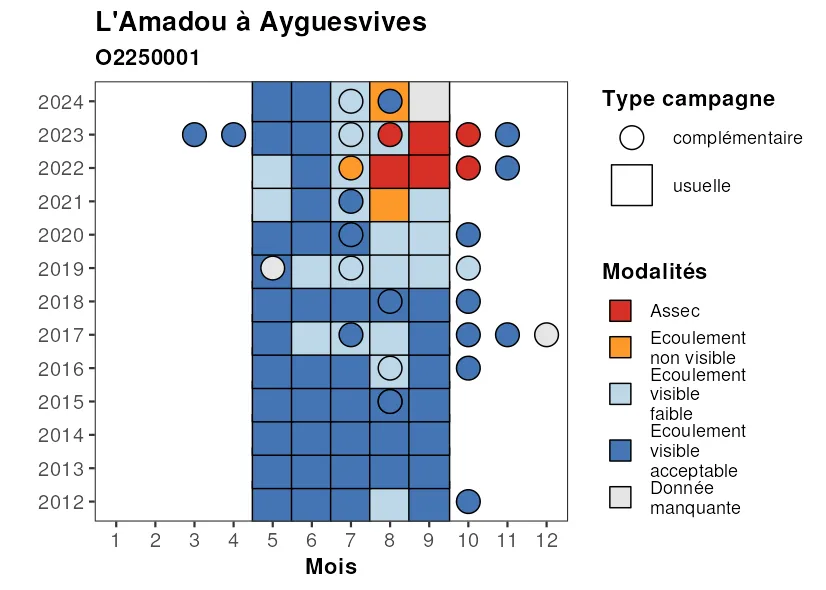 L'Amadou à Ayguesvives
O2250001
2024
2023
2022
2021
2020
2019
2018
2017
2016
2015
2014
2013
2012
1 2 3 4 5 6 7 8 9 10 11 12
Mois
Type campagne
complémentaire
usuelle
Modalités
Assec
Ecoulement
non visible
Ecoulement
visible
faible
Ecoulement
visible
acceptable
Donnée
manquante